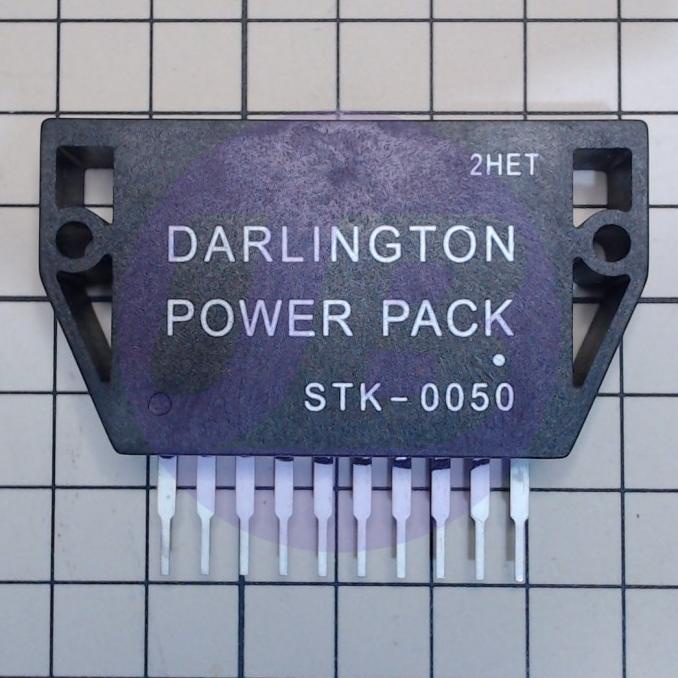 2HET
DARLINGTON
POWER PACK
STK-0050